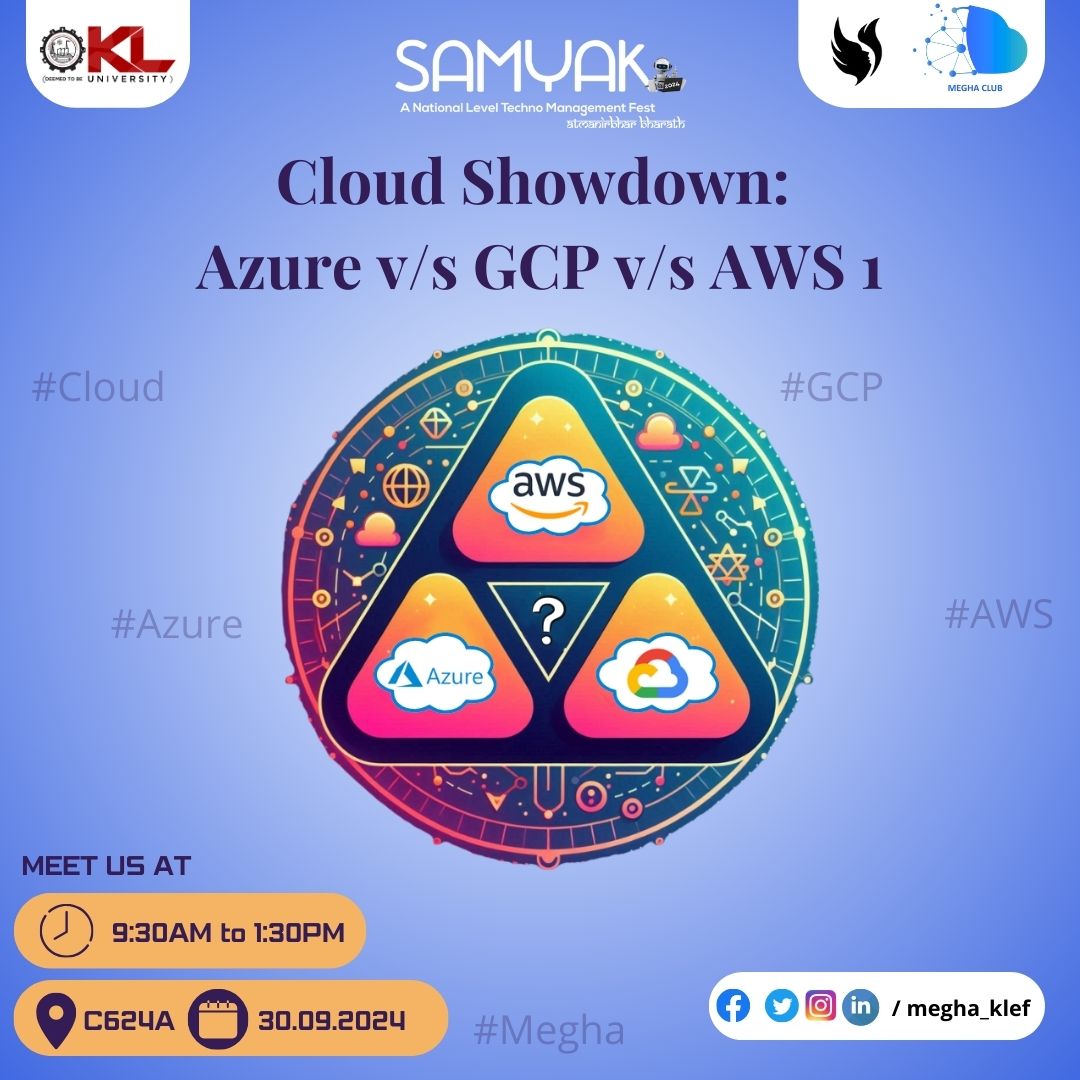 KL
(DEEMED TO BE UNIVERSITY)
SAMYAK
2024
A National Level Techno Management Fest
atmanirbhar bharath
MEGHA CLUB
Cloud Showdown:
Azure v/s GCP v/s AWS 1
#Cloud
#GCP
aws
#Azure
?
#AWS
Azure
MEET US AT
9:30AM to 1:30PM
C624A
30.09.2024
#Megha
/ megha_klef